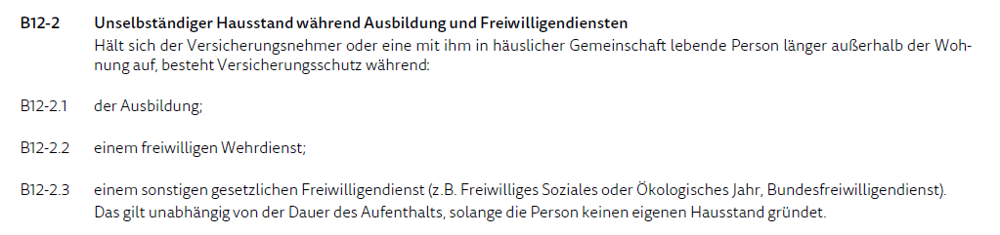 B12-2 Unselbständiger Hausstand während Ausbildung und Freiwilligendiensten
Hält sich der Versicherungsnehmer oder eine mit ihm in häuslicher Gemeinschaft lebende Person länger außerhalb der Woh-
nung auf, besteht Versicherungsschutz während:
B12-2.1 der Ausbildung;
B12-2.2 einem freiwilligen Wehrdienst;
B12-2.3 einem sonstigen gesetzlichen Freiwilligendienst (z.B. Freiwilliges Soziales oder Ökologisches Jahr, Bundesfreiwilligendienst).
Das gilt unabhängig von der Dauer des Aufenthalts, solange die Person keinen eigenen Hausstand gründet.